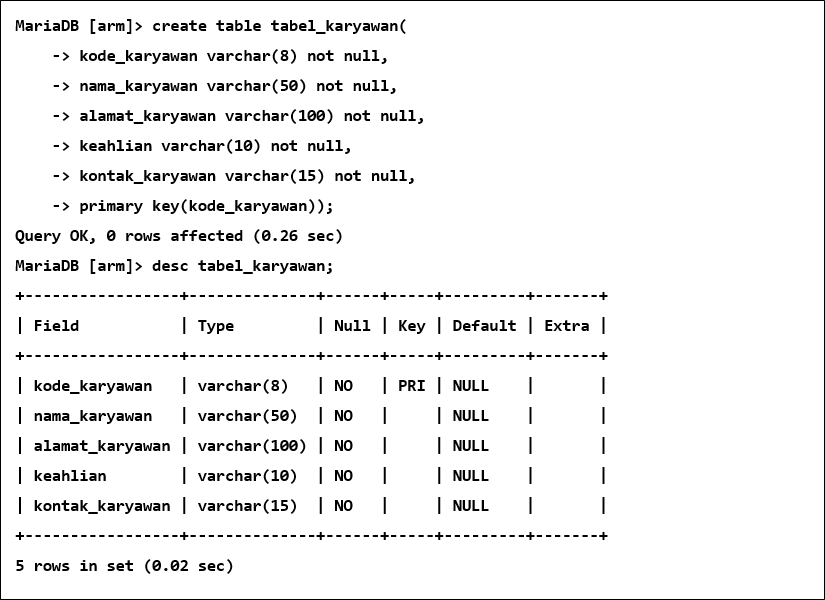 MariaDB [arm]> create table tabel_karyawan(
    -> kode_karyawan varchar(8) not null,
    -> nama_karyawan varchar(50) not null,
    -> alamat_karyawan varchar(100) not null,
    -> keahlian varchar(10) not null,
    -> kontak_karyawan varchar(15) not null,
    -> primary key(kode_karyawan));
Query OK, 0 rows affected (0.26 sec)
MariaDB [arm]> desc tabel_karyawan;
+-----------------+--------------+------+-----+---------+-------+
| Field           | Type         | Null | Key | Default | Extra |
+-----------------+--------------+------+-----+---------+-------+
| kode_karyawan   | varchar(8)   | NO   | PRI | NULL    |       |
| nama_karyawan   | varchar(50)  | NO   |     | NULL    |       |
| alamat_karyawan | varchar(100) | NO   |     | NULL    |       |
| keahlian        | varchar(10)  | NO   |     | NULL    |       |
| kontak_karyawan | varchar(15)  | NO   |     | NULL    |       |
+-----------------+--------------+------+-----+---------+-------+
5 rows in set (0.02 sec)